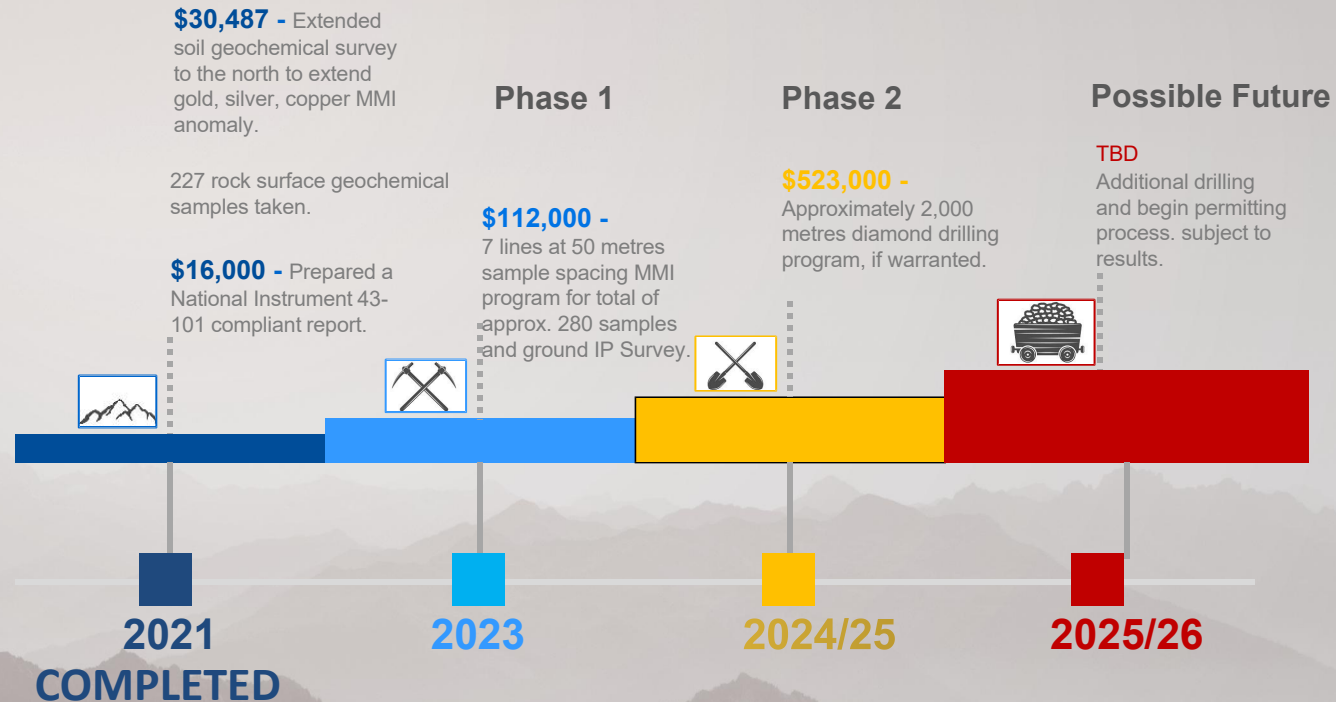 $30,487 - Extended
soil geochemical survey
to the north to extend
gold, silver, copper MMI
anomaly.
227 rock surface geochemical
samples taken.
$16,000 - Prepared a
National Instrument 43-
101 compliant report.
Phase 1
$112,000 -
7 lines at 50 metres
sample spacing MMI
program for total of
approx. 280 samples
and ground IP Survey.
Phase 2
$523,000 -
Approximately 2,000
metres diamond drilling
program, if warranted.
Possible Future
TBD
Additional drilling
and begin permitting
process. subject to
results.
2021
COMPLETED
2023
2024/25
2025/26